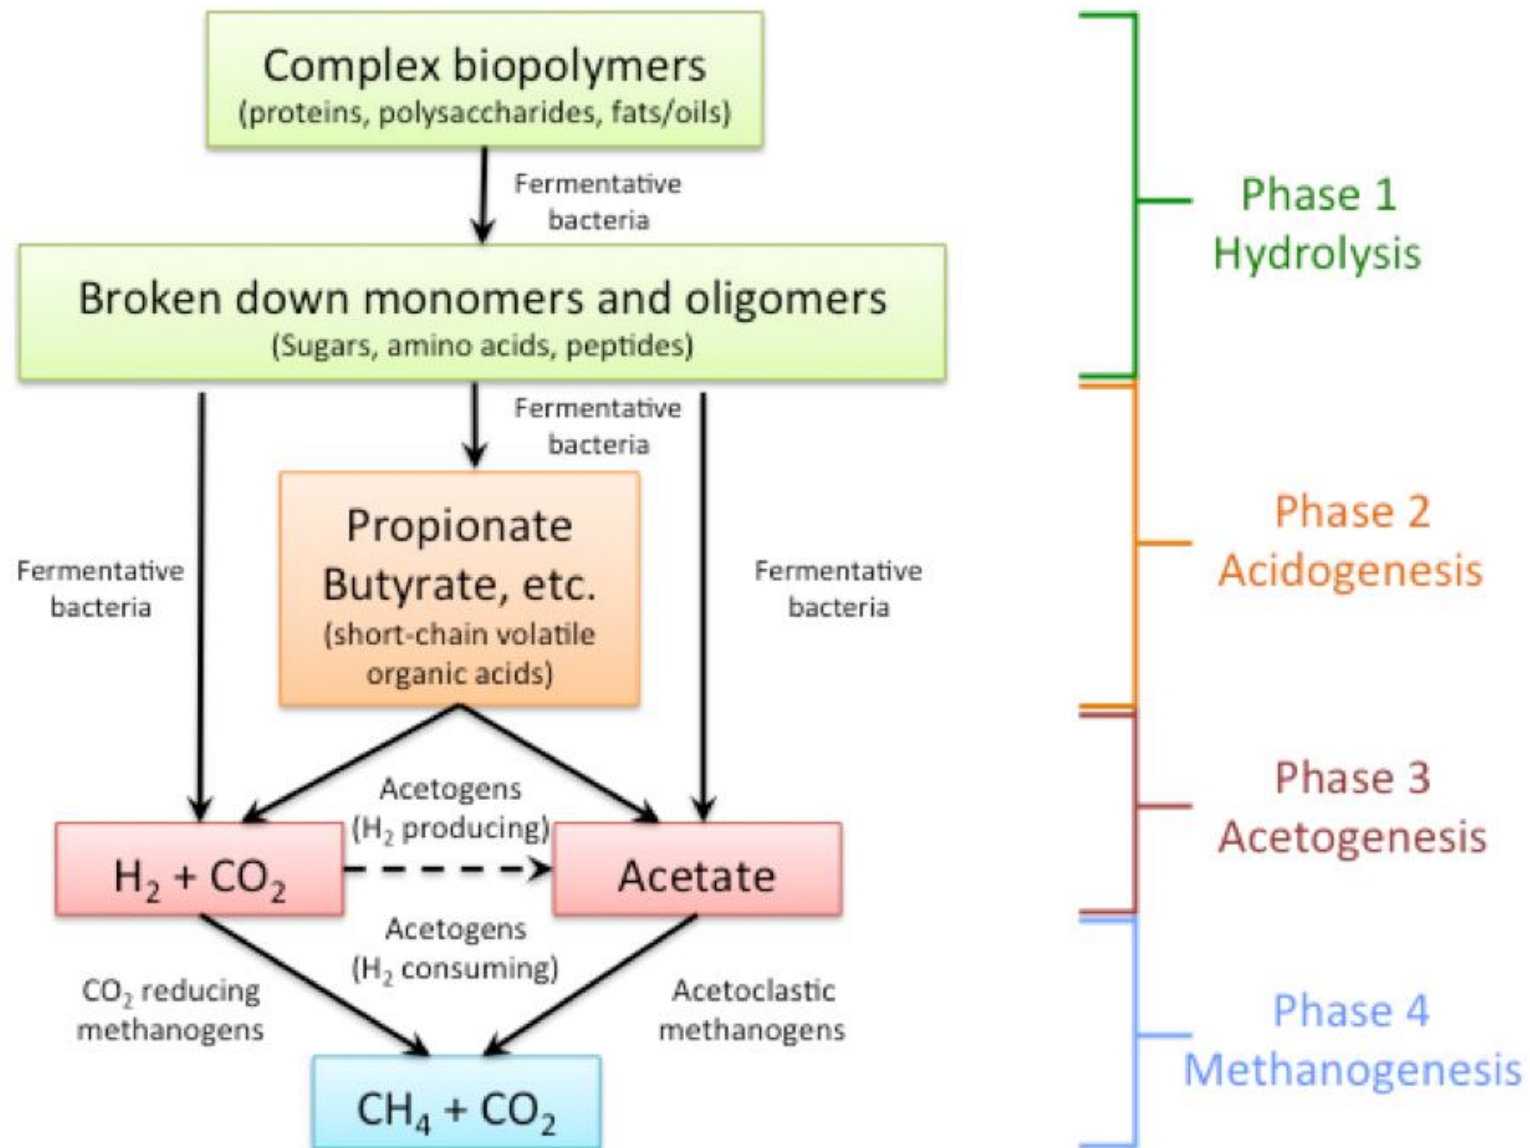 Complex biopolymers
(proteins, polysaccharides, fats/oils)
Fermentative
bacteria
Phase 1
Hydrolysis
Broken down monomers and oligomers
(Sugars, amino acids, peptides)
Fermentative
bacteria
Propionate
Butyrate, etc.
(short-chain volatile
organic acids)
Fermentative
bacteria
Fermentative
bacteria
Phase 2
Acidogenesis
Acetogens
(H₂ producing)
H₂ + CO₂
Acetate
Phase 3
Acetogenesis
Acetogens
(H₂ consuming)
CO₂ reducing
methanogens
Acetoclastic
methanogens
CH₄ + CO₂
Phase 4
Methanogenesis